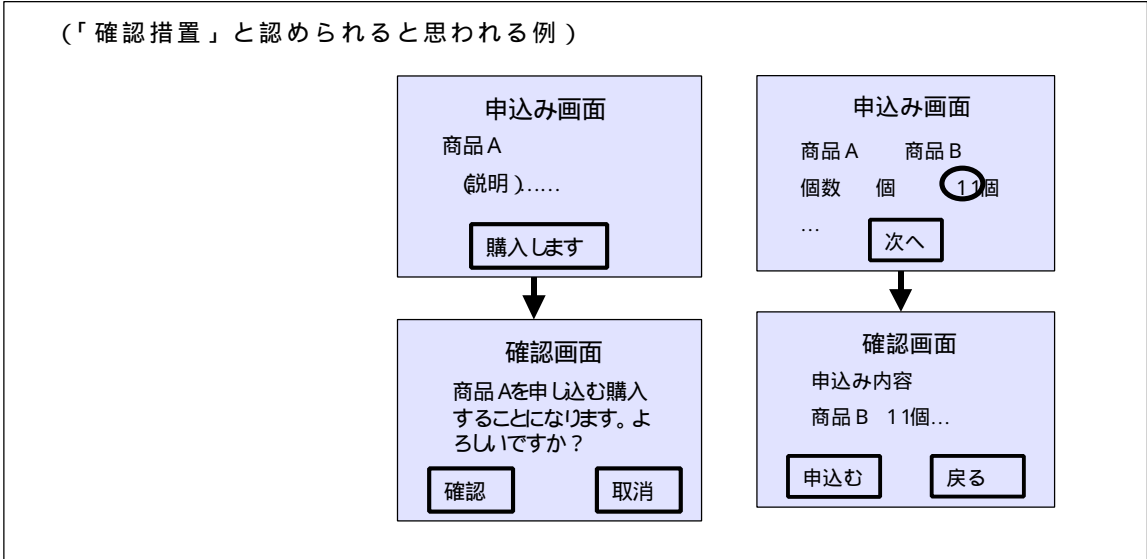 (「確認措置」と認められると思われる例)
申込み画面
商品A
(説明)......
購入します
確認画面
商品Aを申し込む購入
することになります。よ
ろしいですか?
確認
取消
申込み画面
商品A 商品B
個数 個 11個
...
次へ
確認画面
申込み内容
商品B 11個...
申込む
戻る